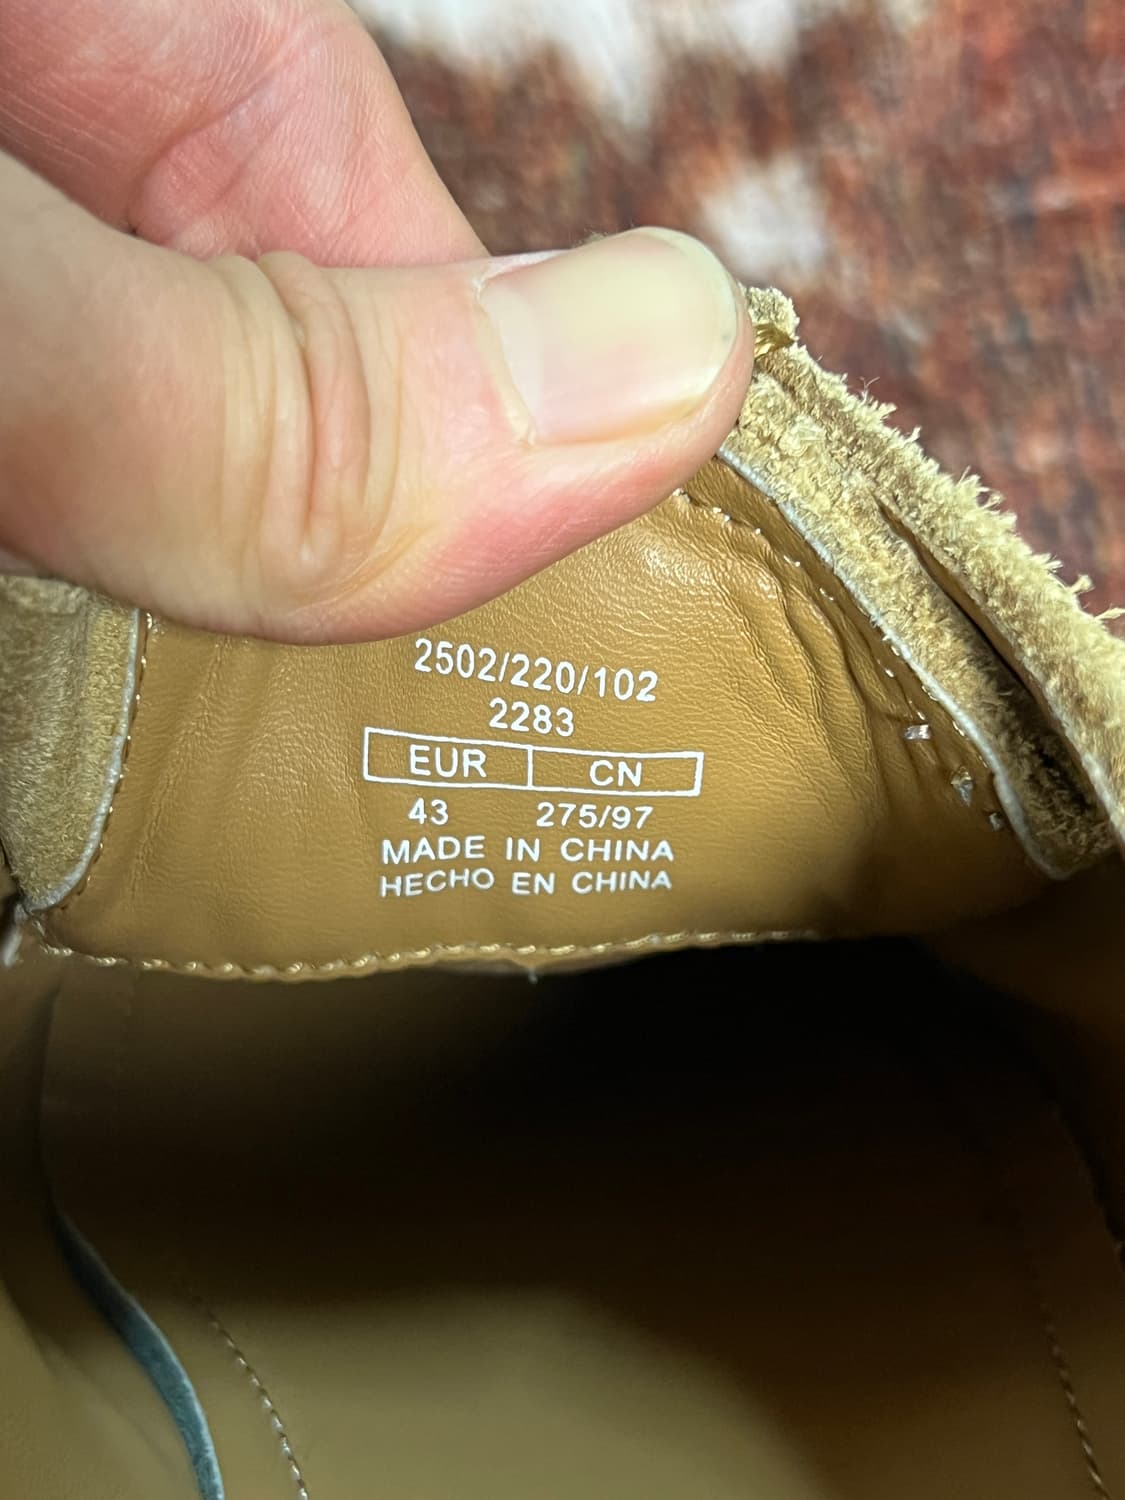 2502/220/102
2283
EUR CN
43 275/97
MADE IN CHINA
HECHO EN CHINA